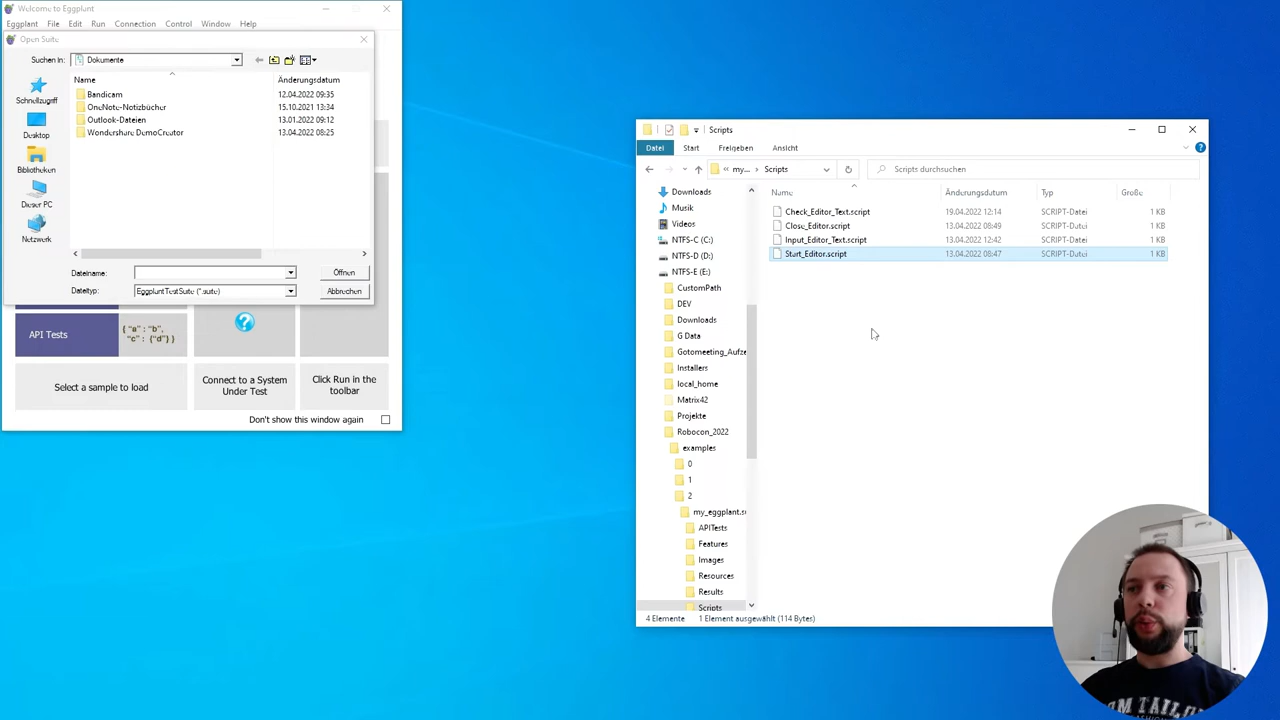 Welcome to Eggplant
Eggplant File Edit Run Connection Control Window Help
Open Suite
Suchen in: Dokumente
Name Änderungsdatum
Bandicam 12.04.2022 09:35
OneNote-Notizbücher 15.10.2021 13:34
Outlook-Dateien 13.01.2022 09:12
Wondershare DemoCreator 13.04.2022 08:25
Schnellzugriff
Desktop
Bibliotheken
Dieser PC
Netzwerk
Dateiname: Öffnen
Dateityp: EggplantTestSuite (*.suite) Abbrechen
API Tests
{ "a" : "b",
"c" : {"d"} }
Select a sample to load
Connect to a System
Under Test
Click Run in the
toolbar
Don't show this window again
Scripts
Datei Start Freigeben Ansicht
« my... > Scripts
Scripts durchsuchen
Name Änderungsdatum Typ Größe
Check_Editor_Text.script 19.04.2022 12:14 SCRIPT-Datei 1 KB
Close_Editor.script 13.04.2022 08:49 SCRIPT-Datei 1 KB
Input_Editor_Text.script 13.04.2022 12:42 SCRIPT-Datei 1 KB
Start_Editor.script 13.04.2022 08:47 SCRIPT-Datei 1 KB
Downloads
Musik
Videos
NTFS-C (C:)
NTFS-D (D:)
NTFS-E (E:)
CustomPath
DEV
Downloads
G Data
Gotomeeting_Aufze
Installers
local_home
Matrix42
Projekte
Robocon_2022
examples
0
1
2
my_eggplant.su
APITests
Features
Images
Resources
Results
Scripts
4 Elemente 1 Element ausgewählt (114 Bytes)
TOM TAILOR